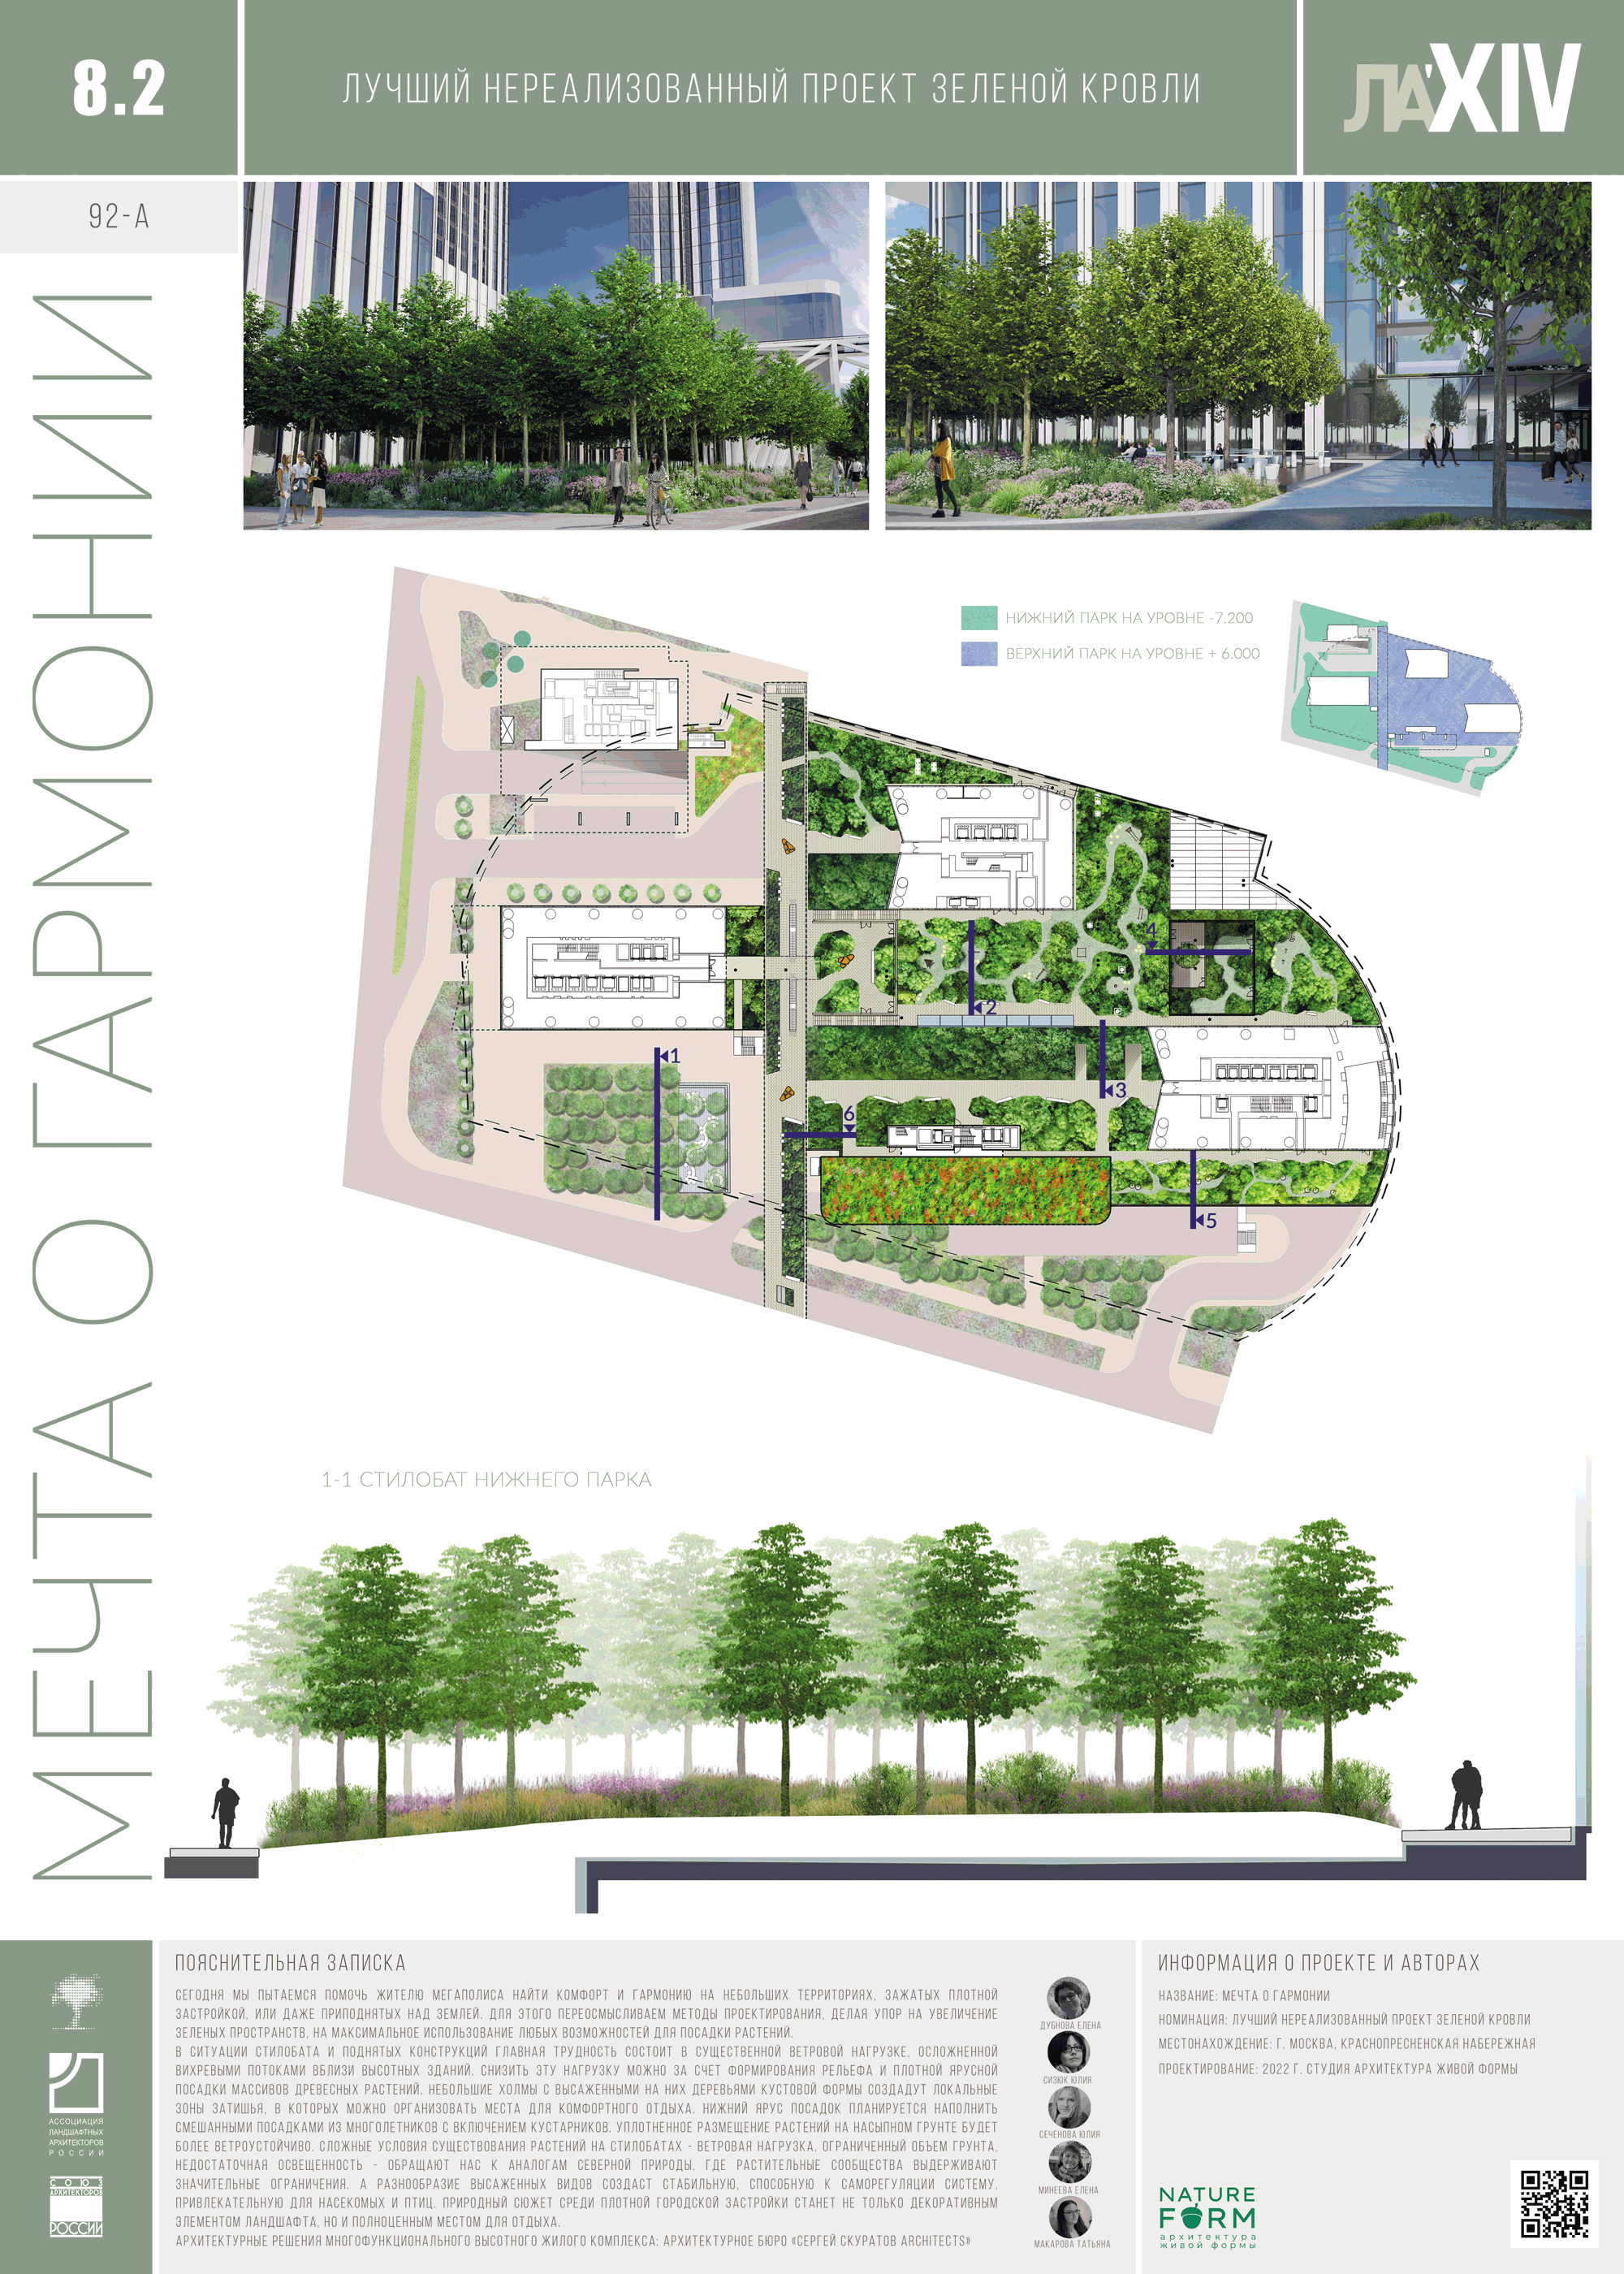 8.2
ЛУЧШИЙ НЕРЕАЛИЗОВАННЫЙ ПРОЕКТ ЗЕЛЕНОЙ КРОВЛИ
ЛА'XIV
92-А
МЕЧТА О ГАРМОНИИ
НИЖНИЙ ПАРК НА УРОВНЕ -7.200
ВЕРХНИЙ ПАРК НА УРОВНЕ + 6.000
4
2
1
3
6
5
1-1 СТИЛОБАТ НИЖНЕГО ПАРКА
АССОЦИАЦИЯ
ЛАНДШАФТНЫХ
АРХИТЕКТОРОВ
РОССИИ
СОЮЗ
АРХИТЕКТОРОВ
РОССИИ
ПОЯСНИТЕЛЬНАЯ ЗАПИСКА
СЕГОДНЯ МЫ ПЫТАЕМСЯ ПОМОЧЬ ЖИТЕЛЮ МЕГАПОЛИСА НАЙТИ КОМФОРТ И ГАРМОНИЮ НА НЕБОЛЬШИХ ТЕРРИТОРИЯХ, ЗАЖАТЫХ ПЛОТНОЙ
ЗАСТРОЙКОЙ, ИЛИ ДАЖЕ ПРИПОДНЯТЫХ НАД ЗЕМЛЕЙ. ДЛЯ ЭТОГО ПЕРЕОСМЫСЛИВАЕМ МЕТОДЫ ПРОЕКТИРОВАНИЯ, ДЕЛАЯ УПОР НА УВЕЛИЧЕНИЕ
ЗЕЛЕНЫХ ПРОСТРАНСТВ, НА МАКСИМАЛЬНОЕ ИСПОЛЬЗОВАНИЕ ЛЮБЫХ ВОЗМОЖНОСТЕЙ ДЛЯ ПОСАДКИ РАСТЕНИЙ.
В СИТУАЦИИ СТИЛОБАТА И ПОДНЯТЫХ КОНСТРУКЦИЙ ГЛАВНАЯ ТРУДНОСТЬ СОСТОИТ В СУЩЕСТВЕННОЙ ВЕТРОВОЙ НАГРУЗКЕ, ОСЛОЖНЕННОЙ
ВИХРЕВЫМИ ПОТОКАМИ ВБЛИЗИ ВЫСОТНЫХ ЗДАНИЙ. СНИЗИТЬ ЭТУ НАГРУЗКУ МОЖНО ЗА СЧЕТ ФОРМИРОВАНИЯ РЕЛЬЕФА И ПЛОТНОЙ ЯРУСНОЙ
ПОСАДКИ МАССИВОВ ДРЕВЕСНЫХ РАСТЕНИЙ. НЕБОЛЬШИЕ ХОЛМЫ С ВЫСАЖЕННЫМИ НА НИХ ДЕРЕВЬЯМИ КУСТОВОЙ ФОРМЫ СОЗДАДУТ ЛОКАЛЬНЫЕ
ЗОНЫ ЗАТИШЬЯ, В КОТОРЫХ МОЖНО ОРГАНИЗОВАТЬ МЕСТА ДЛЯ КОМФОРТНОГО ОТДЫХА. НИЖНИЙ ЯРУС ПОСАДОК ПЛАНИРУЕТСЯ НАПОЛНИТЬ
СМЕШАННЫМИ ПОСАДКАМИ ИЗ МНОГОЛЕТНИКОВ С ВКЛЮЧЕНИЕМ КУСТАРНИКОВ. УПЛОТНЕННОЕ РАЗМЕЩЕНИЕ РАСТЕНИЙ НА НАСЫПНОМ ГРУНТЕ БУДЕТ
БОЛЕЕ ВЕТРОУСТОЙЧИВО. СЛОЖНЫЕ УСЛОВИЯ СУЩЕСТВОВАНИЯ РАСТЕНИЙ НА СТИЛОБАТАХ - ВЕТРОВАЯ НАГРУЗКА, ОГРАНИЧЕННЫЙ ОБЪЕМ ГРУНТА,
НЕДОСТАТОЧНАЯ ОСВЕЩЕННОСТЬ - ОБРАЩАЮТ НАС К АНАЛОГАМ СЕВЕРНОЙ ПРИРОДЫ, ГДЕ РАСТИТЕЛЬНЫЕ СООБЩЕСТВА ВЫДЕРЖИВАЮТ
ЗНАЧИТЕЛЬНЫЕ ОГРАНИЧЕНИЯ. А РАЗНООБРАЗИЕ ВЫСАЖЕННЫХ ВИДОВ СОЗДАСТ СТАБИЛЬНУЮ, СПОСОБНУЮ К САМОРЕГУЛЯЦИИ СИСТЕМУ,
ПРИВЛЕКАТЕЛЬНУЮ ДЛЯ НАСЕКОМЫХ И ПТИЦ. ПРИРОДНЫЙ СЮЖЕТ СРЕДИ ПЛОТНОЙ ГОРОДСКОЙ ЗАСТРОЙКИ СТАНЕТ НЕ ТОЛЬКО ДЕКОРАТИВНЫМ
ЭЛЕМЕНТОМ ЛАНДШАФТА, НО И ПОЛНОЦЕННЫМ МЕСТОМ ДЛЯ ОТДЫХА.
АРХИТЕКТУРНЫЕ РЕШЕНИЯ МНОГОФУНКЦИОНАЛЬНОГО ВЫСОТНОГО ЖИЛОГО КОМПЛЕКСА: АРХИТЕКТУРНОЕ БЮРО «СЕРГЕЙ СКУРАТОВ ARCHITECTS»
ДУБНОВА ЕЛЕНА
СИЗЮК ЮЛИЯ
СЕЧЕНОВА ЮЛИЯ
МИНЕЕВА ЕЛЕНА
МАКАРОВА ТАТЬЯНА
ИНФОРМАЦИЯ О ПРОЕКТЕ И АВТОРАХ
НАЗВАНИЕ: МЕЧТА О ГАРМОНИИ
НОМИНАЦИЯ: ЛУЧШИЙ НЕРЕАЛИЗОВАННЫЙ ПРОЕКТ ЗЕЛЕНОЙ КРОВЛИ
МЕСТОНАХОЖДЕНИЕ: Г. МОСКВА, КРАСНОПРЕСНЕНСКАЯ НАБЕРЕЖНАЯ
ПРОЕКТИРОВАНИЕ: 2022 Г. СТУДИЯ АРХИТЕКТУРА ЖИВОЙ ФОРМЫ
NATURE
FORM
архитектура
живой формы